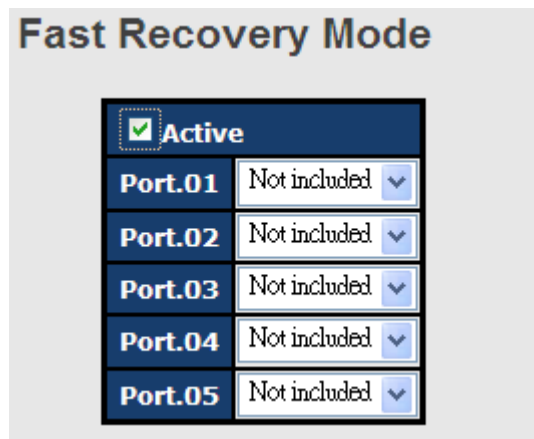 Fast Recovery Mode
Active
Port.01 Not included
Port.02 Not included
Port.03 Not included
Port.04 Not included
Port.05 Not included